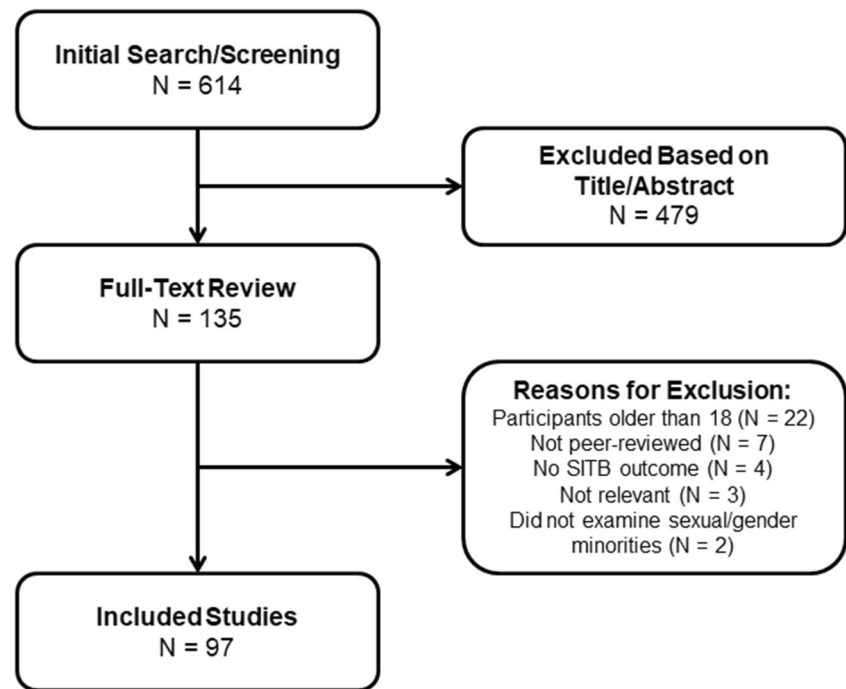 Initial Search/Screening
N = 614
Excluded Based on
Title/Abstract
N = 479
Full-Text Review
N = 135
Reasons for Exclusion:
Participants older than 18 (N = 22)
Not peer-reviewed (N = 7)
No SITB outcome (N = 4)
Not relevant (N = 3)
Did not examine sexual/gender
minorities (N = 2)
Included Studies
N = 97